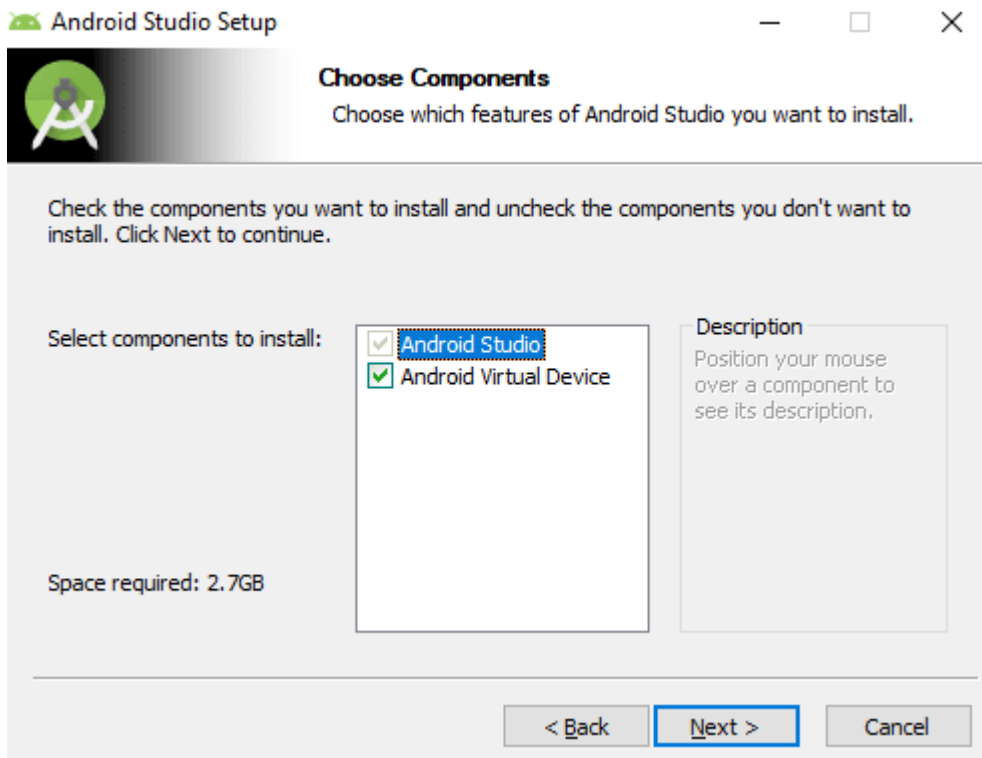 Android Studio Setup
Choose Components
Choose which features of Android Studio you want to install.
Check the components you want to install and uncheck the components you don't want to
install. Click Next to continue.
Select components to install:
Android Studio
Android Virtual Device
Description
Position your mouse
over a component to
see its description.
Space required: 2.7GB
< Back
Next >
Cancel